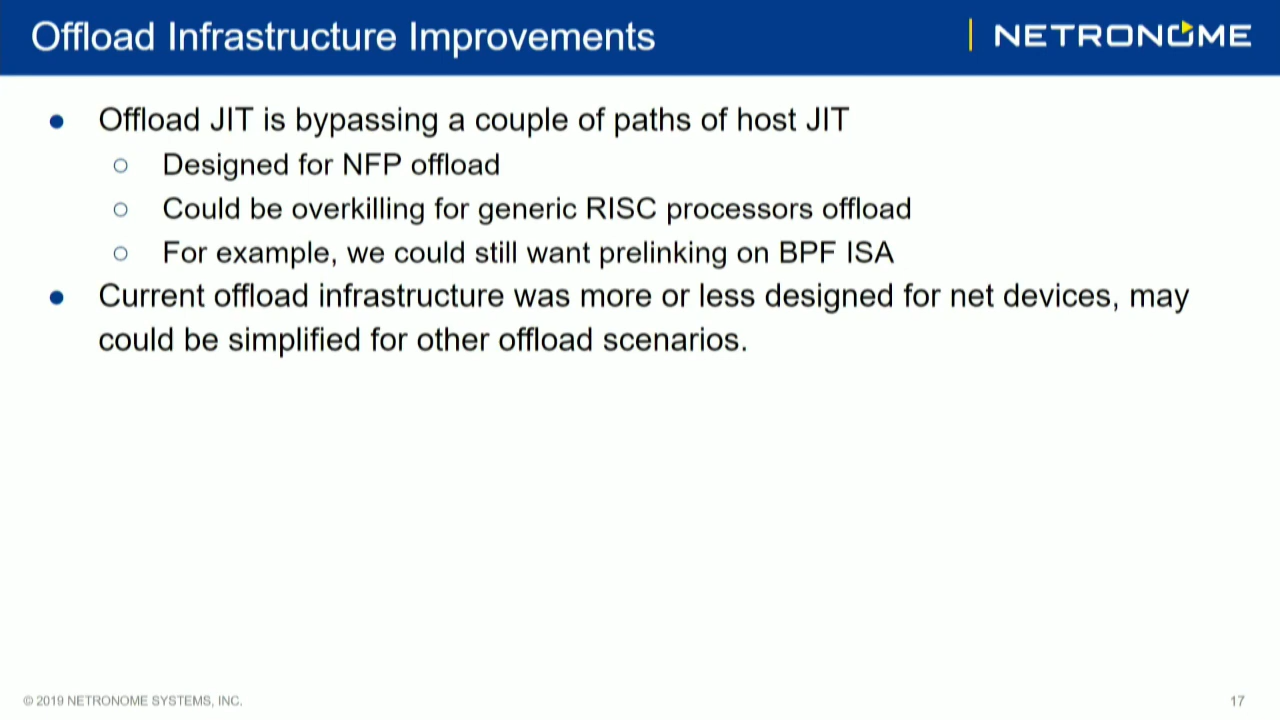 Offload Infrastructure Improvements
NETRONOME
● Offload JIT is bypassing a couple of paths of host JIT
○ Designed for NFP offload
○ Could be overkilling for generic RISC processors offload
○ For example, we could still want prelinking on BPF ISA
● Current offload infrastructure was more or less designed for net devices, may
could be simplified for other offload scenarios.
© 2019 NETRONOME SYSTEMS, INC.
17